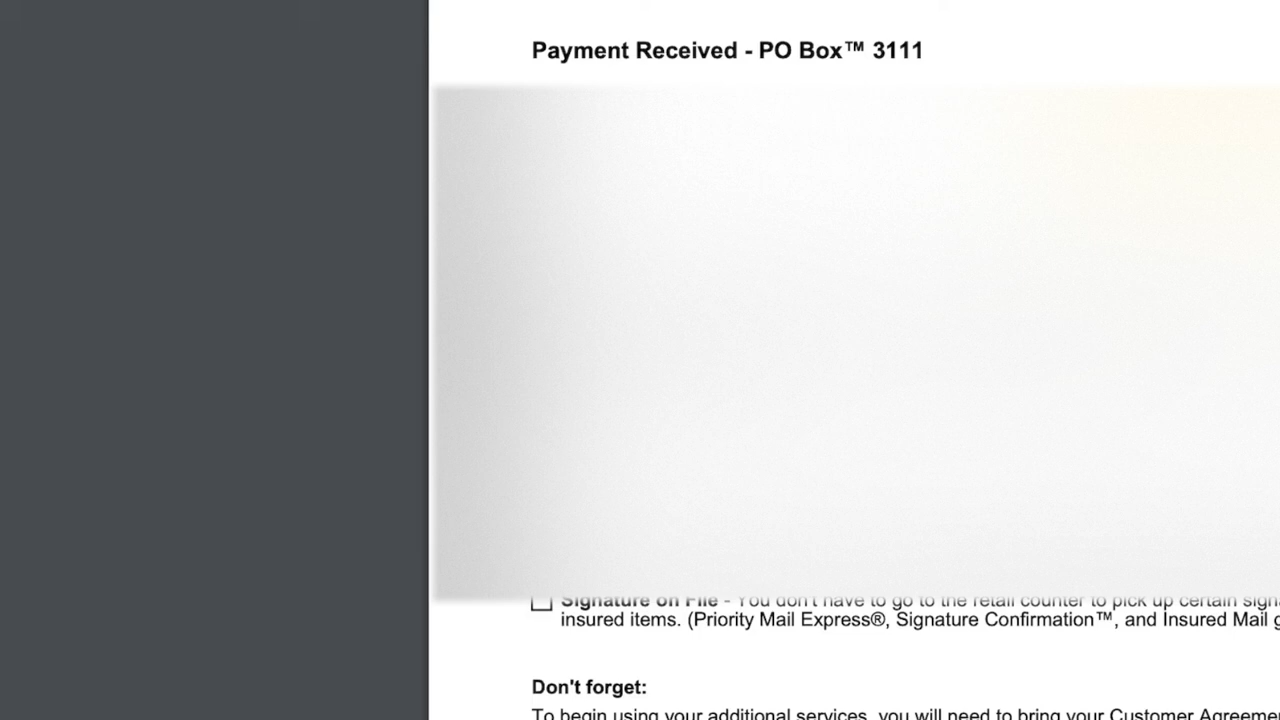 Payment Received - PO Box™ 3111
Signature on File - You don't have to go to the retail counter to pick up certain
insured items. (Priority Mail Express®, Signature Confirmation™, and Insured Mail
Don't forget:
To begin using your additional services, you will need to bring your Customer